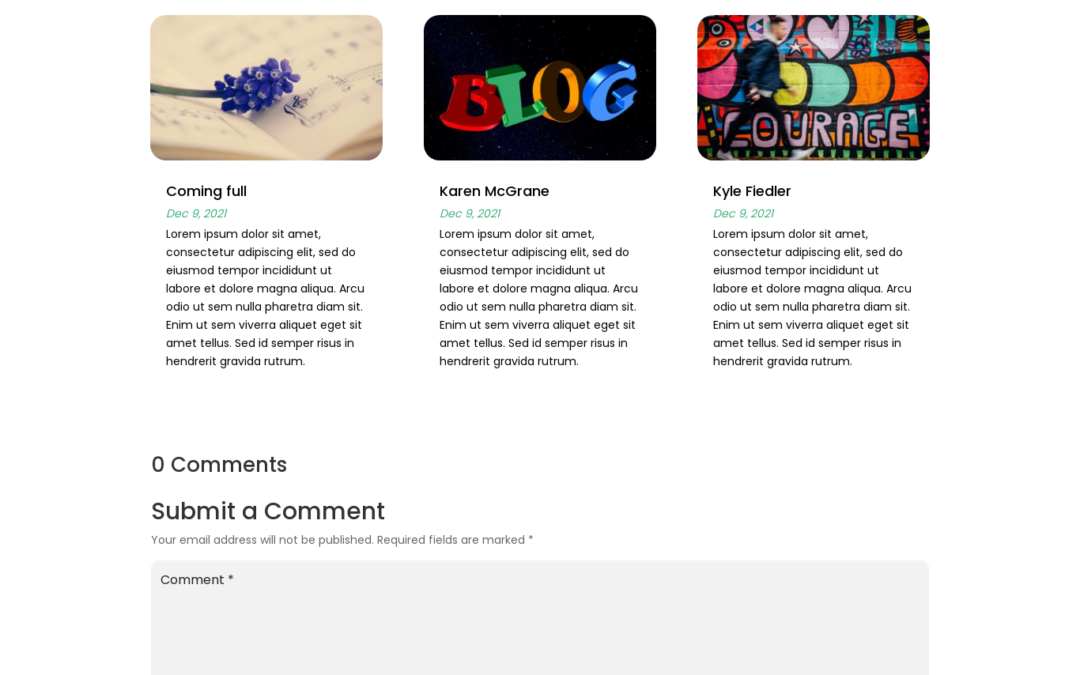 BLOG
COURAGE
Coming full
Dec 9, 2021
Lorem ipsum dolor sit amet,
consectetur adipiscing elit, sed do
eiusmod tempor incididunt ut
labore et dolore magna aliqua. Arcu
odio ut sem nulla pharetra diam sit.
Enim ut sem viverra aliquet eget sit
amet tellus. Sed id semper risus in
hendrerit gravida rutrum.
Karen McGrane
Dec 9, 2021
Lorem ipsum dolor sit amet,
consectetur adipiscing elit, sed do
eiusmod tempor incididunt ut
labore et dolore magna aliqua. Arcu
odio ut sem nulla pharetra diam sit.
Enim ut sem viverra aliquet eget sit
amet tellus. Sed id semper risus in
hendrerit gravida rutrum.
Kyle Fiedler
Dec 9, 2021
Lorem ipsum dolor sit amet,
consectetur adipiscing elit, sed do
eiusmod tempor incididunt ut
labore et dolore magna aliqua. Arcu
odio ut sem nulla pharetra diam sit.
Enim ut sem viverra aliquet eget sit
amet tellus. Sed id semper risus in
hendrerit gravida rutrum.
0 Comments
Submit a Comment
Your email address will not be published. Required fields are marked *
Comment *